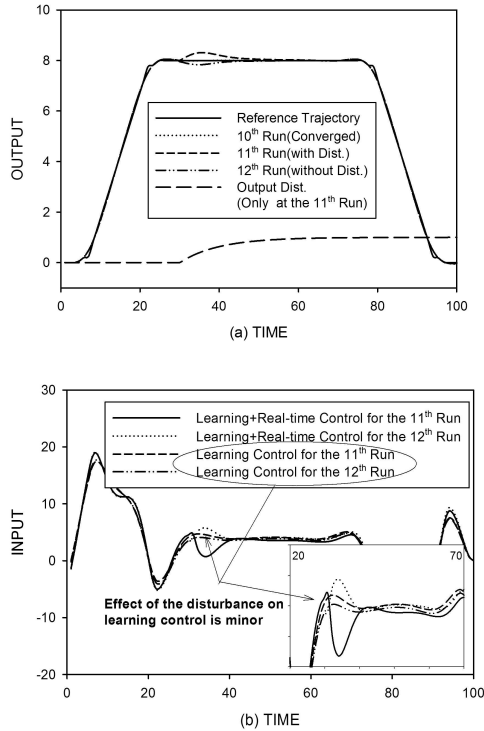 10
8
6
4
2
0
OUTPUT
Reference Trajectory
10th Run(Converged)
11th Run(with Dist.)
12th Run(without Dist.)
Output Dist.
(Only at the 11th Run)
0 20 40 60 80 100
(a) TIME
30
20
10
0
-10
-20
INPUT
Learning+Real-time Control for the 11th Run
Learning+Real-time Control for the 12th Run
Learning Control for the 11th Run
Learning Control for the 12th Run
20 70
Effect of the disturbance on
learning control is minor
0 20 40 60 80 100
(b) TIME